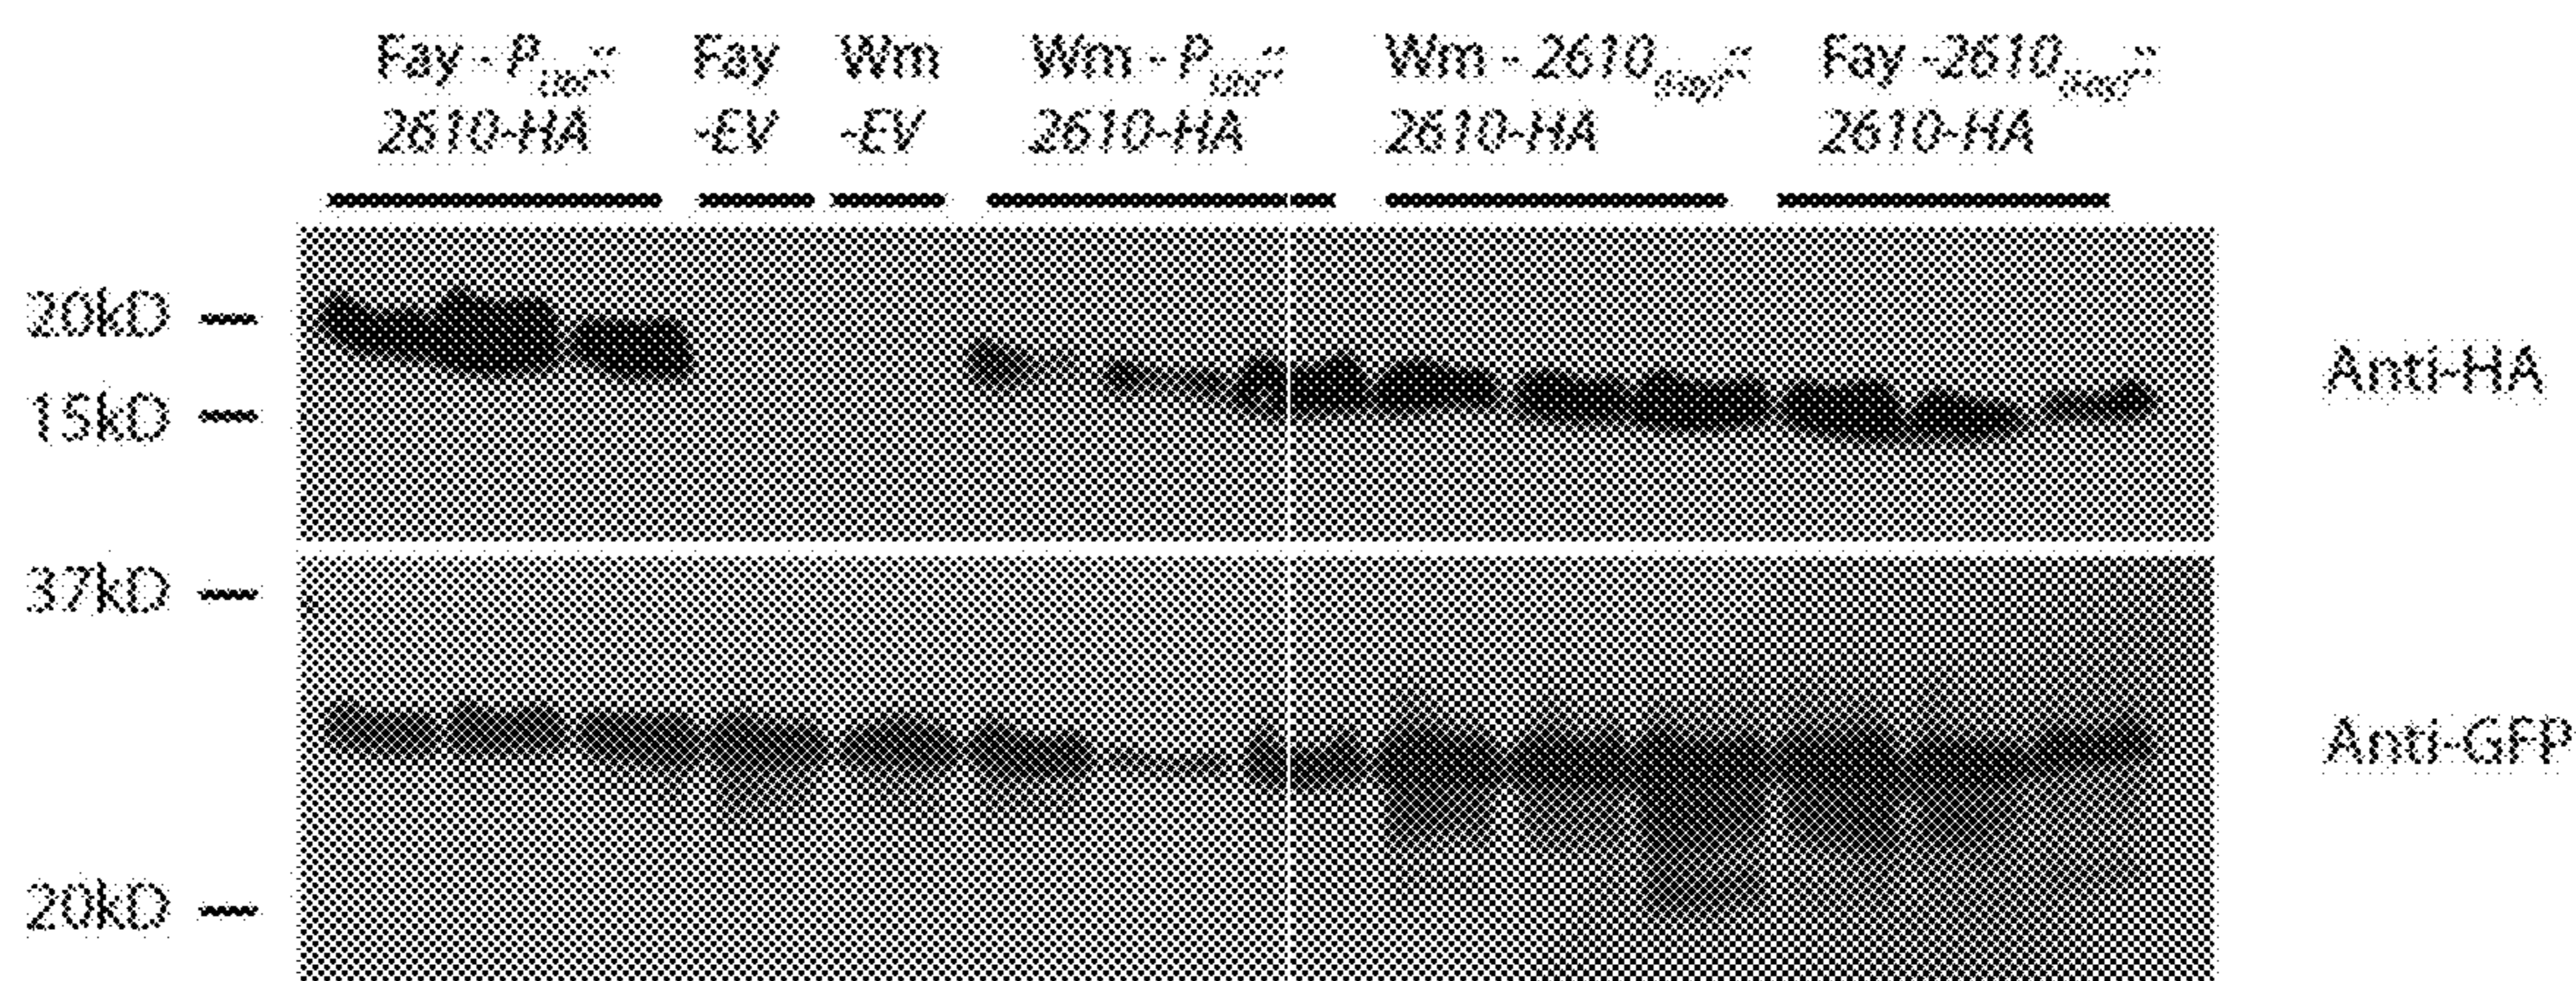 Fay - P
2610-HA
Fay
-EV
Wm
-EV
Wm - P
2610-HA
Wm - 2610
2610-HA
Fay -2610
2610-HA
20kD
15kD
Anti-HA
37kD
20kD
Anti-GFP